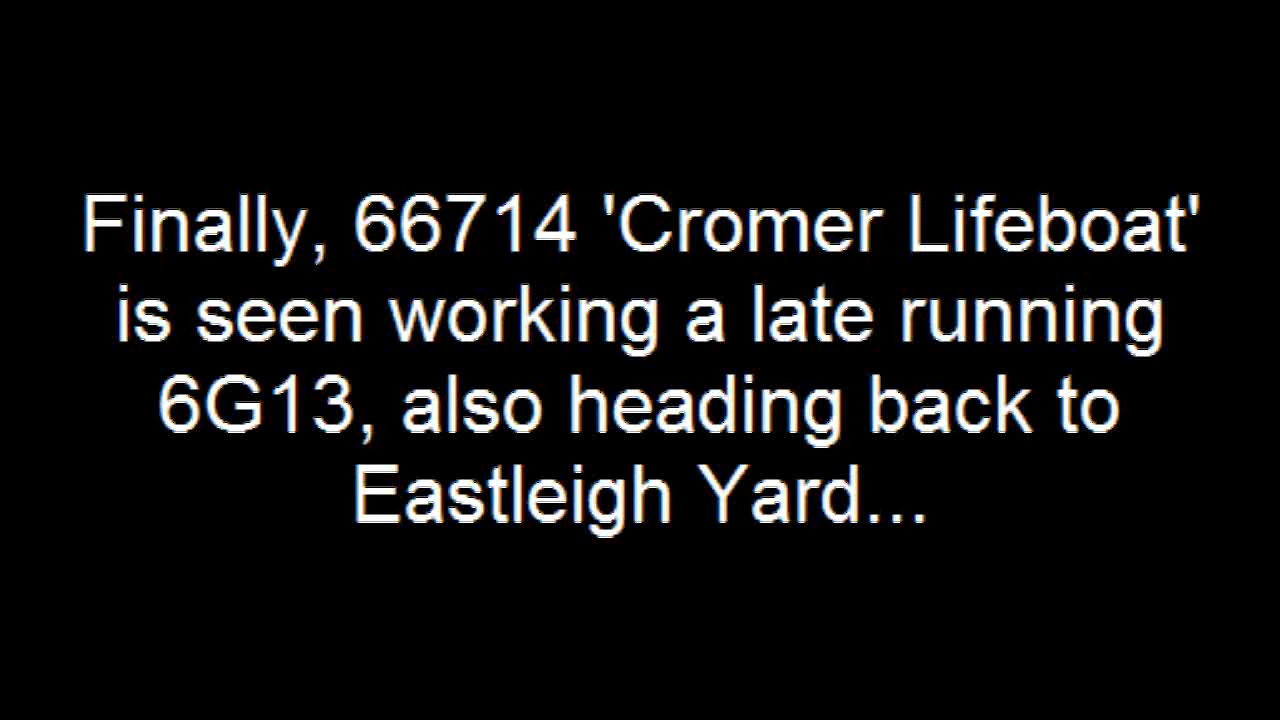 Finally, 66714 'Cromer Lifeboat'
is seen working a late running
6G13, also heading back to
Eastleigh Yard...